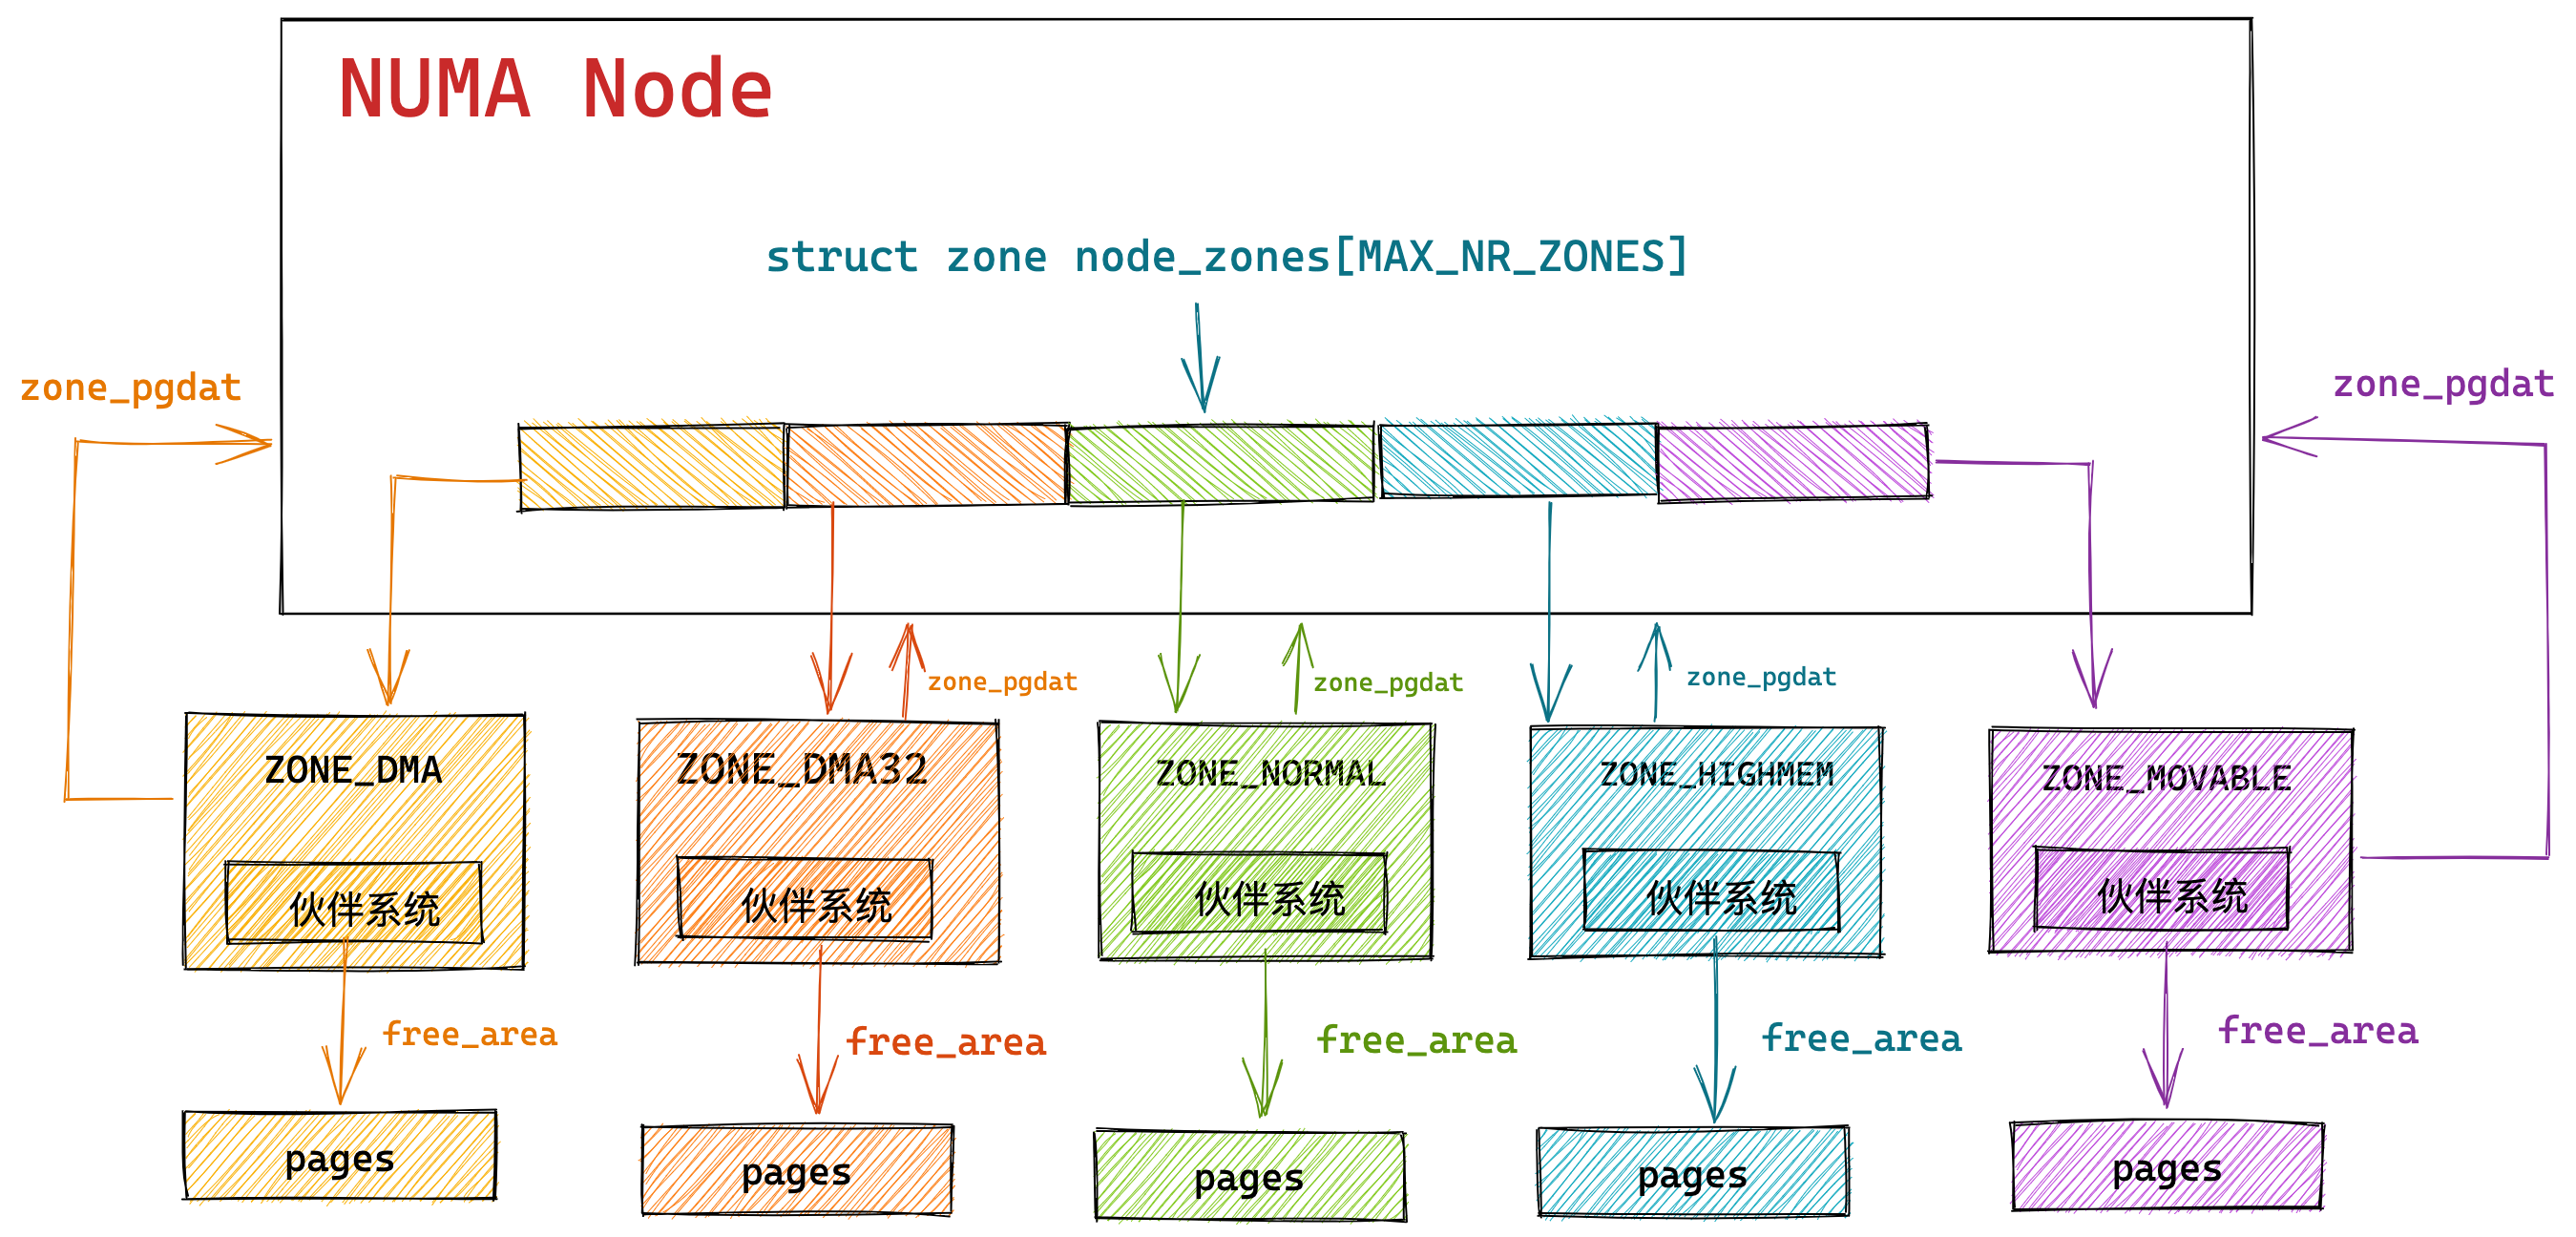 NUMA Node
struct zone node_zones[MAX_NR_ZONES]
zone_pgdat
zone_pgdat
zone_pgdat
zone_pgdat
zone_pgdat
ZONE_DMA
ZONE_DMA32
ZONE_NORMAL
ZONE_HIGHMEM
ZONE_MOVABLE
伙伴系统
伙伴系统
伙伴系统
伙伴系统
伙伴系统
free_area
free_area
free_area
free_area
free_area
pages
pages
pages
pages
pages